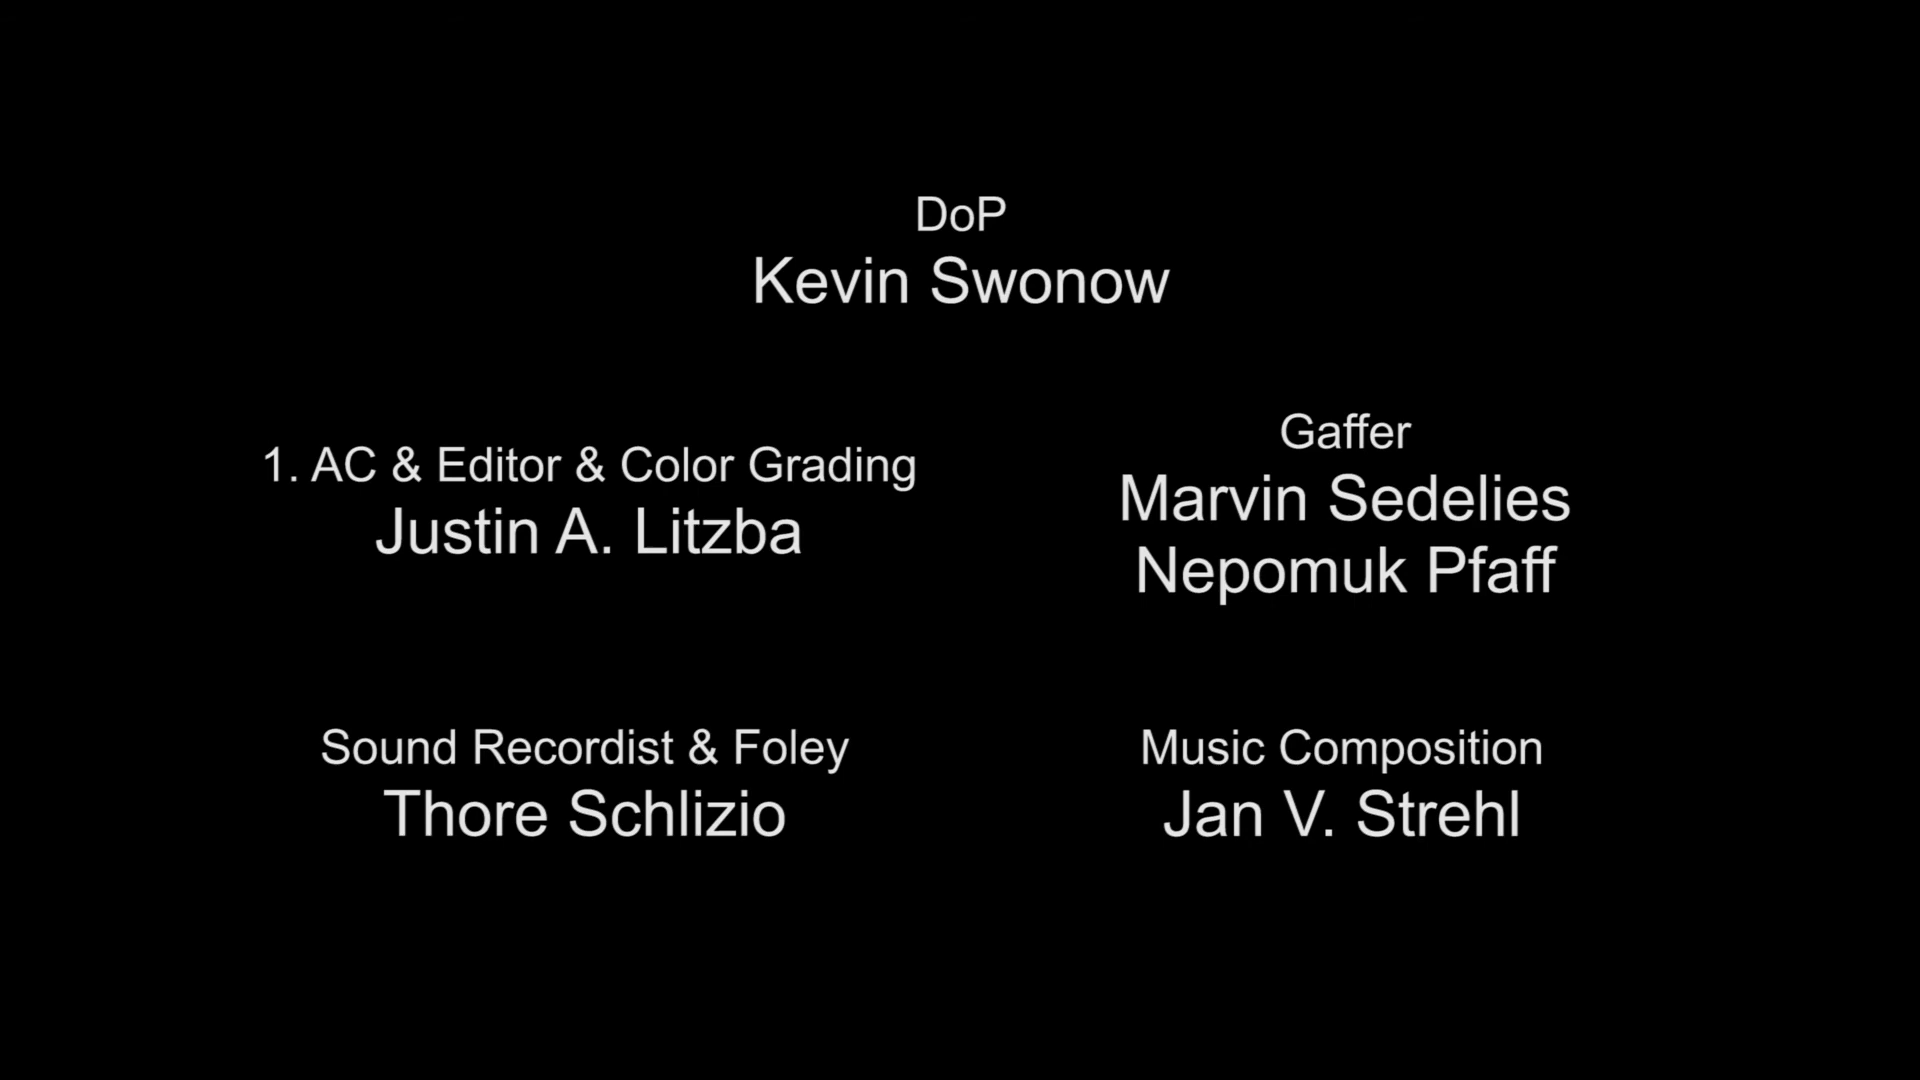 DoP
Kevin Swonow
1. AC & Editor & Color Grading
Justin A. Litzba
Gaffer
Marvin Sedelies
Nepomuk Pfaff
Sound Recordist & Foley
Thore Schlizio
Music Composition
Jan V. Strehl